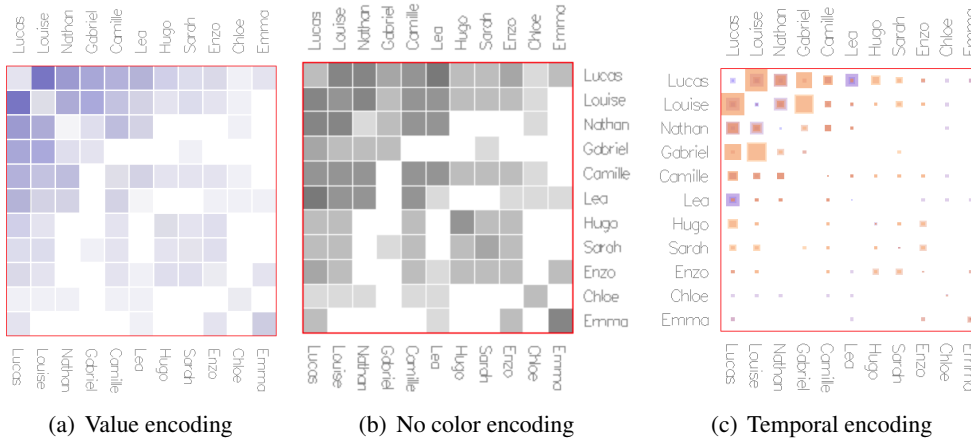 Lucas Louise Nathan Gabriel Camille Lea Hugo Sarah Enzo Chloe Emma
Lucas Louise Nathan Gabriel Camille Lea Hugo Sarah Enzo Chloe Emma
Lucas Louise Nathan Gabriel Camille Lea Hugo Sarah Enzo Chloe Emma
Lucas
Louise
Nathan
Gabriel
Camille
Lea
Hugo
Sarah
Enzo
Chloe
Emma
Lucas
Louise
Nathan
Gabriel
Camille
Lea
Hugo
Sarah
Enzo
Chloe
Emma
Lucas Louise Nathan Gabriel Camille Lea Hugo Sarah Enzo Chloe Emma
Lucas Louise Nathan Gabriel Camille Lea Hugo Sarah Enzo Chloe Emma
Lucas Louise Nathan Gabriel Camille Lea Hugo Sarah Enzo Chloe Emma
(a) Value encoding
(b) No color encoding
(c) Temporal encoding